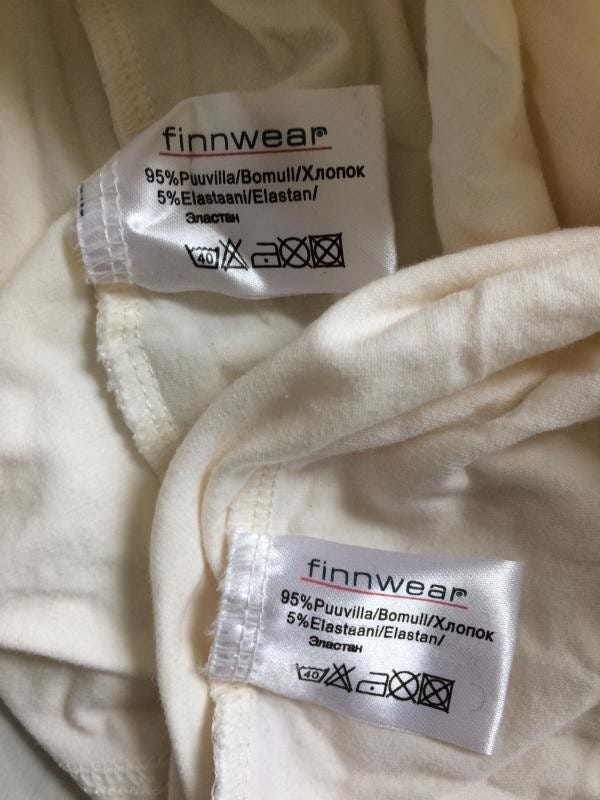 finnwear
95%Puuvilla/Bomull/Хлопок
5%Elastaani/Elastan/
Эластан
40
finnwear
95%Puuvilla/Bomull/Хлопок
5%Elastaani/Elastan/
Эластан
40